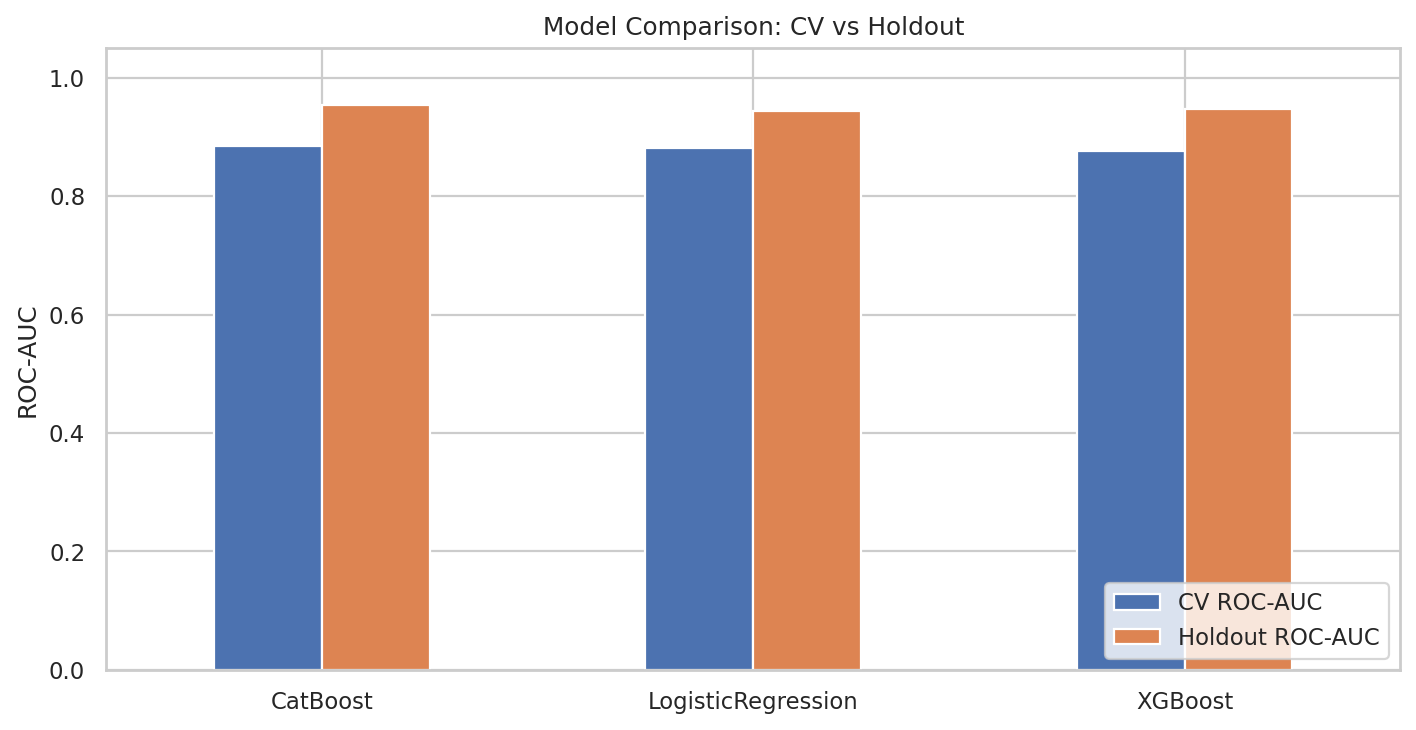 Model Comparison: CV vs Holdout
ROC-AUC
1.0
0.8
0.6
0.4
0.2
0.0
CV ROC-AUC
Holdout ROC-AUC
CatBoost
LogisticRegression
XGBoost